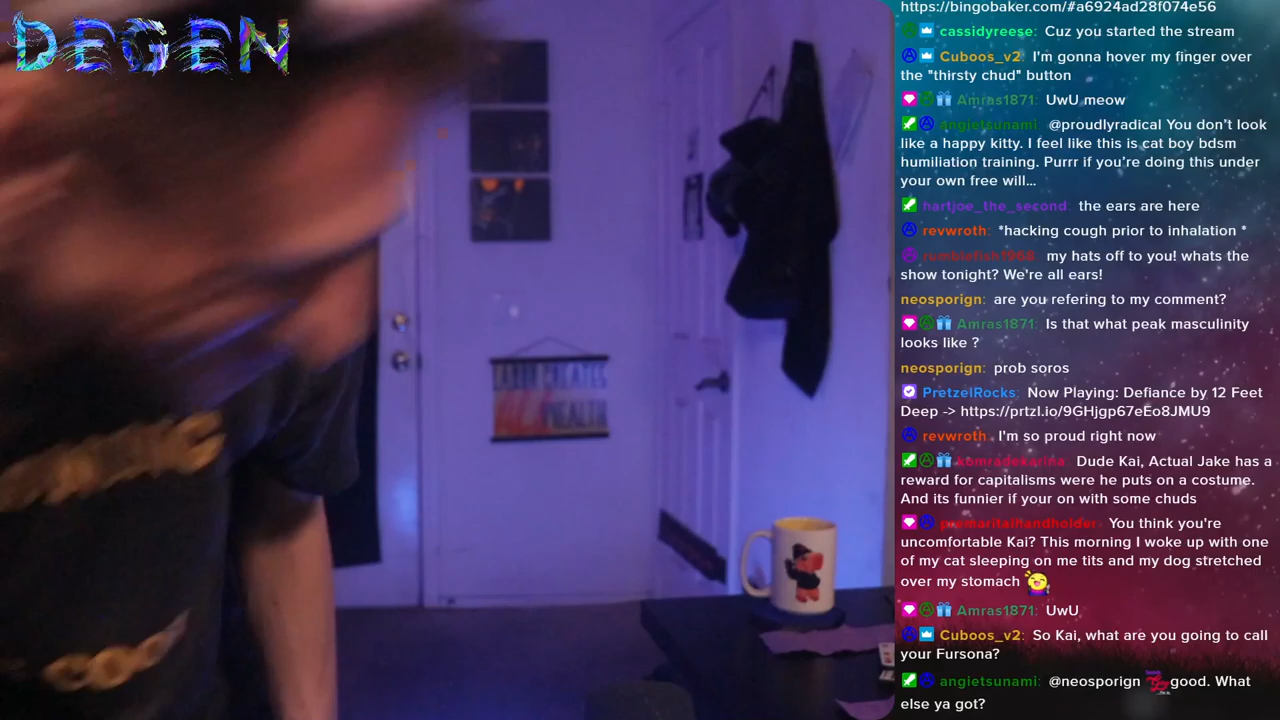 DEGEN
LABOR CREATES
ALL WEALTH
https://bingobaker.com/#a6924ad28f074e56
cassidyreese: Cuz you started the stream
Cuboos_v2: I'm gonna hover my finger over
the "thirsty chud" button
Amras1871: UwU meow
angietsunami: @proudlyradical You don't look
like a happy kitty. I feel like this is cat boy bdsm
humiliation training. Purrr if you're doing this under
your own free will...
hartjoe_the_second: the ears are here
revwroth: *hacking cough prior to inhalation *
rumblefish1968: my hats off to you! whats the
show tonight? We're all ears!
neosporign: are you refering to my comment?
Amras1871: Is that what peak masculinity
looks like ?
neosporign: prob soros
PretzelRocks: Now Playing: Defiance by 12 Feet
Deep -> https://prtzl.io/9GHjgp67eEo8JMU9
revwroth: I'm so proud right now
komradekarina: Dude Kai, Actual Jake has a
reward for capitalisms were he puts on a costume.
And its funnier if your on with some chuds
premaritallandholder: You think you're
uncomfortable Kai? This morning I woke up with one
of my cat sleeping on me tits and my dog stretched
over my stomach
Amras1871: UwU
Cuboos_v2: So Kai, what are you going to call
your Fursona?
angietsunami: @neosporign good. What
else ya got?